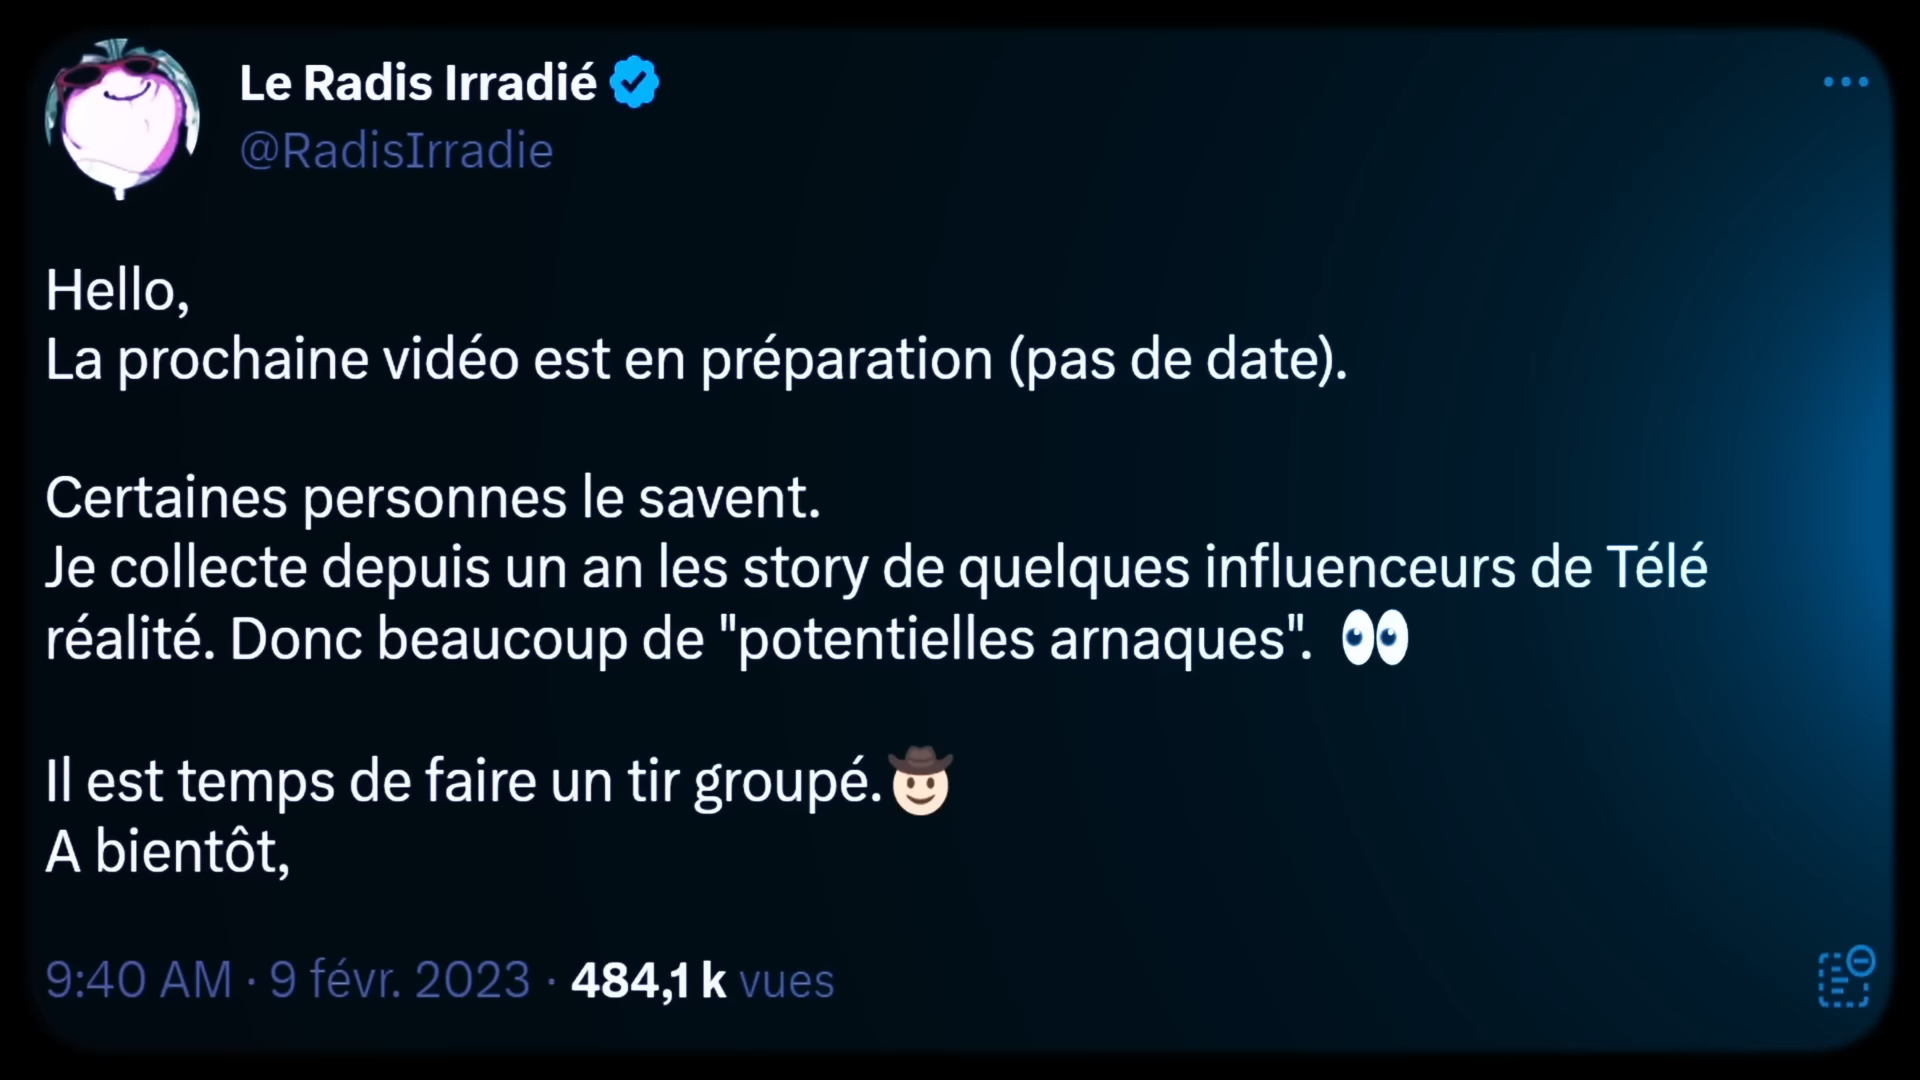 Le Radis Irradié
@RadisIrradie
Hello,
La prochaine vidéo est en préparation (pas de date).
Certaines personnes le savent.
Je collecte depuis un an les story de quelques influenceurs de Télé
réalité. Donc beaucoup de "potentielles arnaques". 👀
Il est temps de faire un tir groupé.🤠
A bientôt,
9:40 AM · 9 févr. 2023 · 484,1 k vues